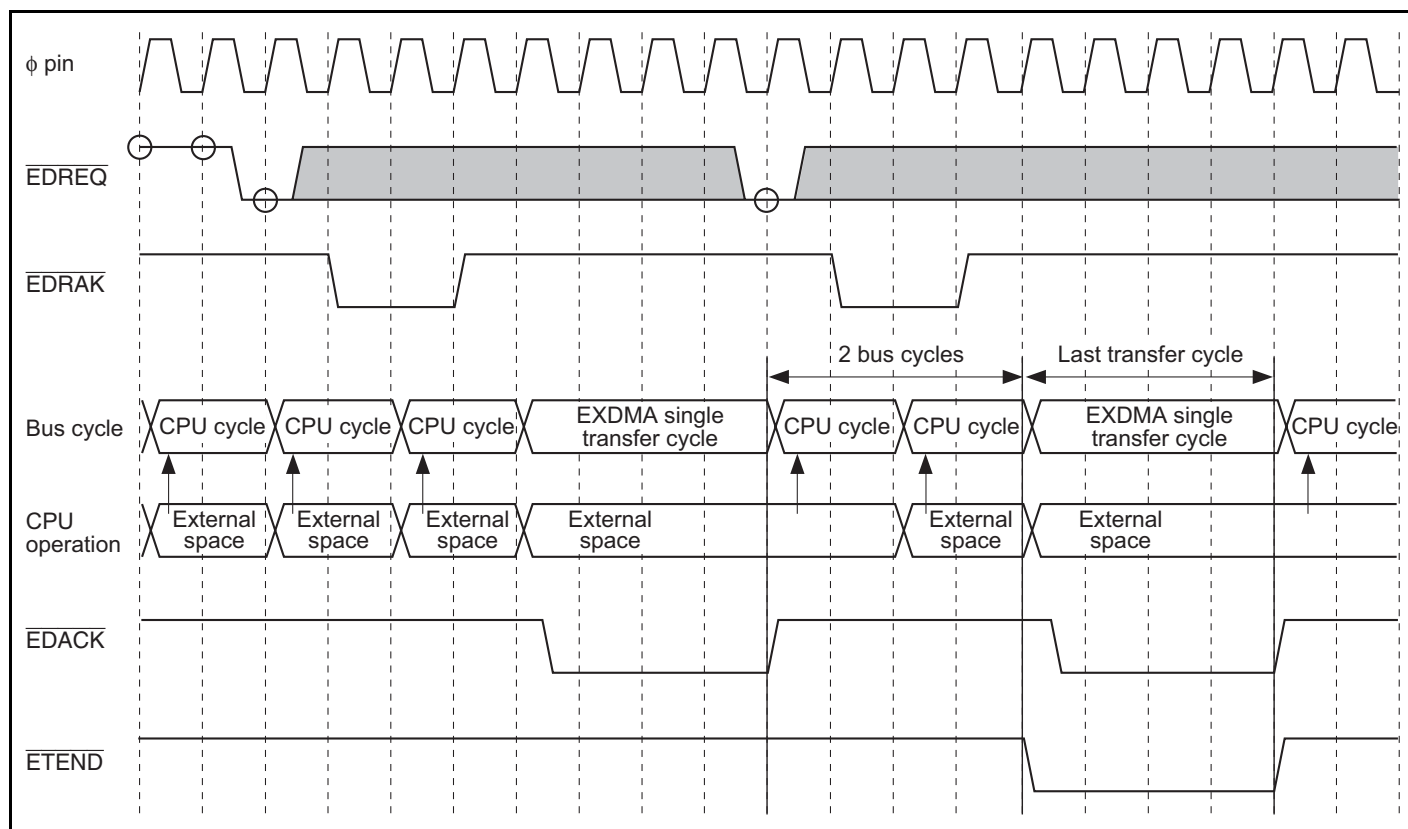 φ pin
EDREQ
EDRAK
2 bus cycles
Last transfer cycle
Bus cycle
CPU cycle
CPU cycle
CPU cycle
EXDMA single
transfer cycle
CPU cycle
CPU cycle
EXDMA single
transfer cycle
CPU cycle
CPU
operation
External
space
External
space
External
space
External
space
External
space
External
space
EDACK
ETEND